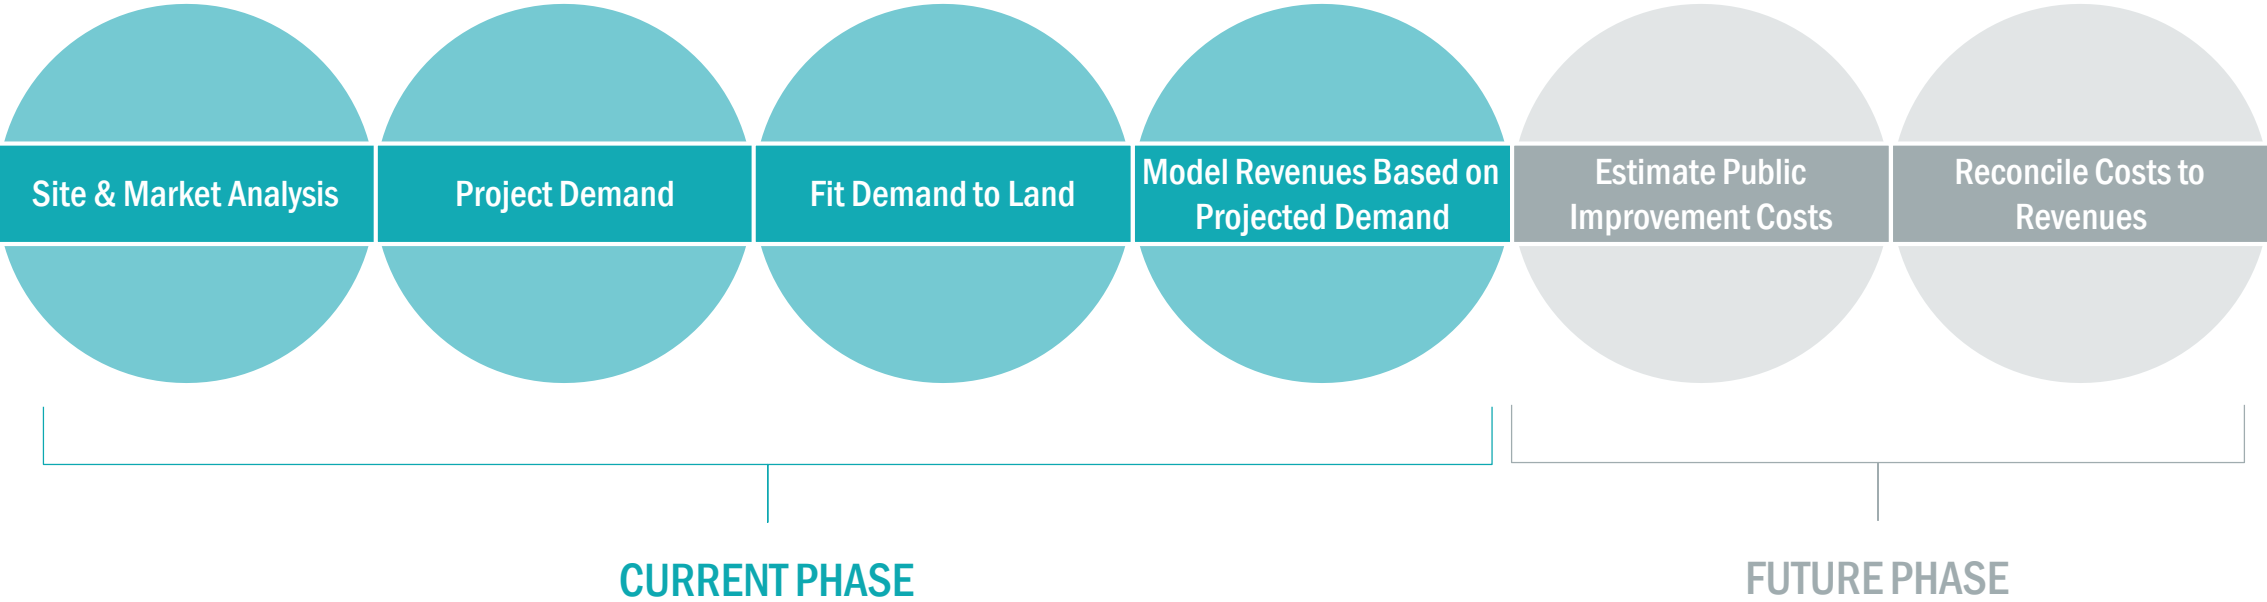 Site & Market Analysis
Project Demand
Fit Demand to Land
Model Revenues Based on
Projected Demand
Estimate Public
Improvement Costs
Reconcile Costs to
Revenues
CURRENT PHASE
FUTURE PHASE